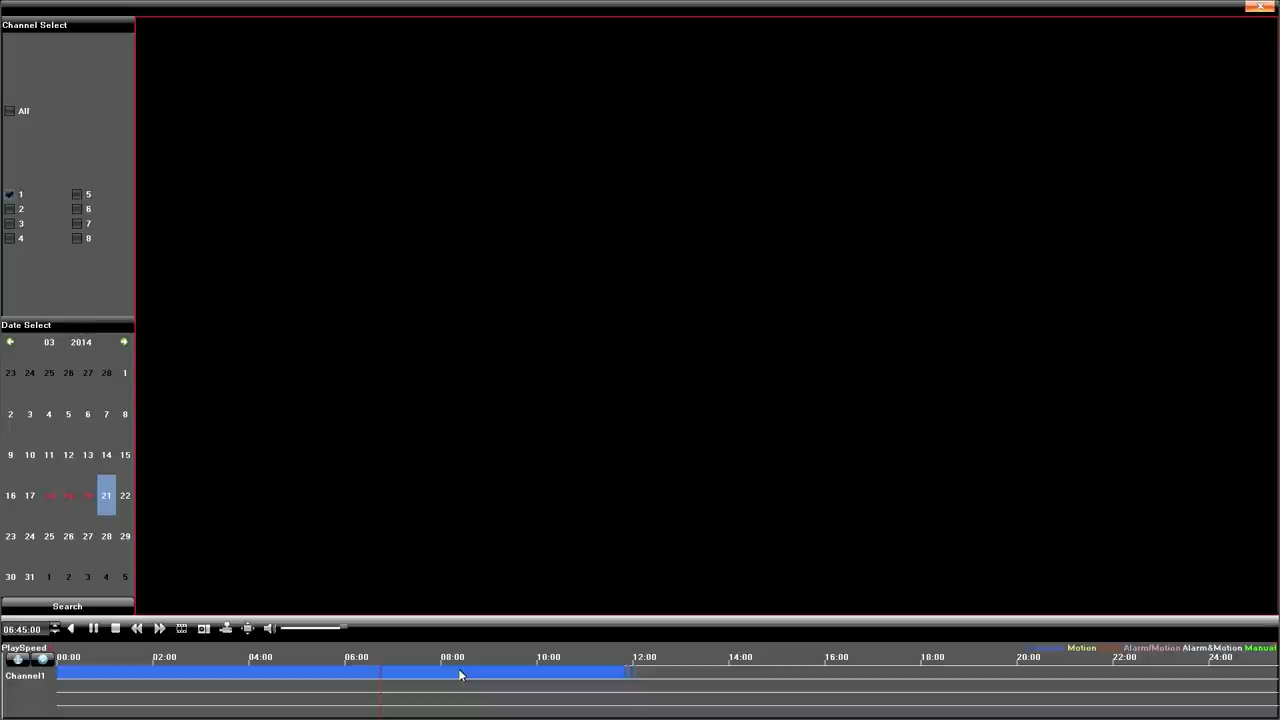 Channel Select
All
1 5
2 6
3 7
4 8
Date Select
03 2014
23 24 25 26 27 28 1
2 3 4 5 6 7 8
9 10 11 12 13 14 15
16 17 21 22
23 24 25 26 27 28 29
30 31 1 2 3 4 5
Search
06:45:00
PlaySpeed
Motion Alarm/Motion Alarm&Motion Manual
00:00 02:00 04:00 06:00 08:00 10:00 12:00 14:00 16:00 18:00 20:00 22:00 24:00
Channel1